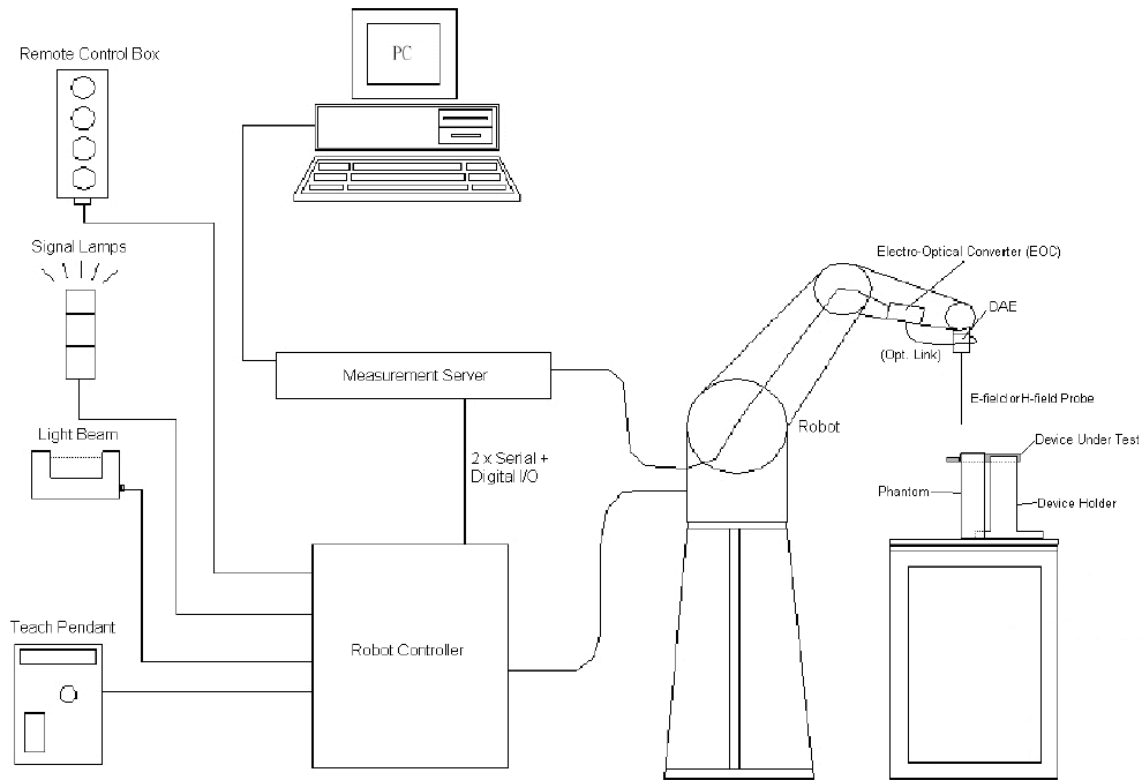 Remote Control Box
PC
Signal Lamps
Electro-Optical Converter (EOC)
DAE
(Opt. Link)
Measurement Server
E-field or H-field Probe
Robot
Light Beam
2 x Serial +
Digital I/O
Device Under Test
Phantom
Device Holder
Teach Pendant
Robot Controller